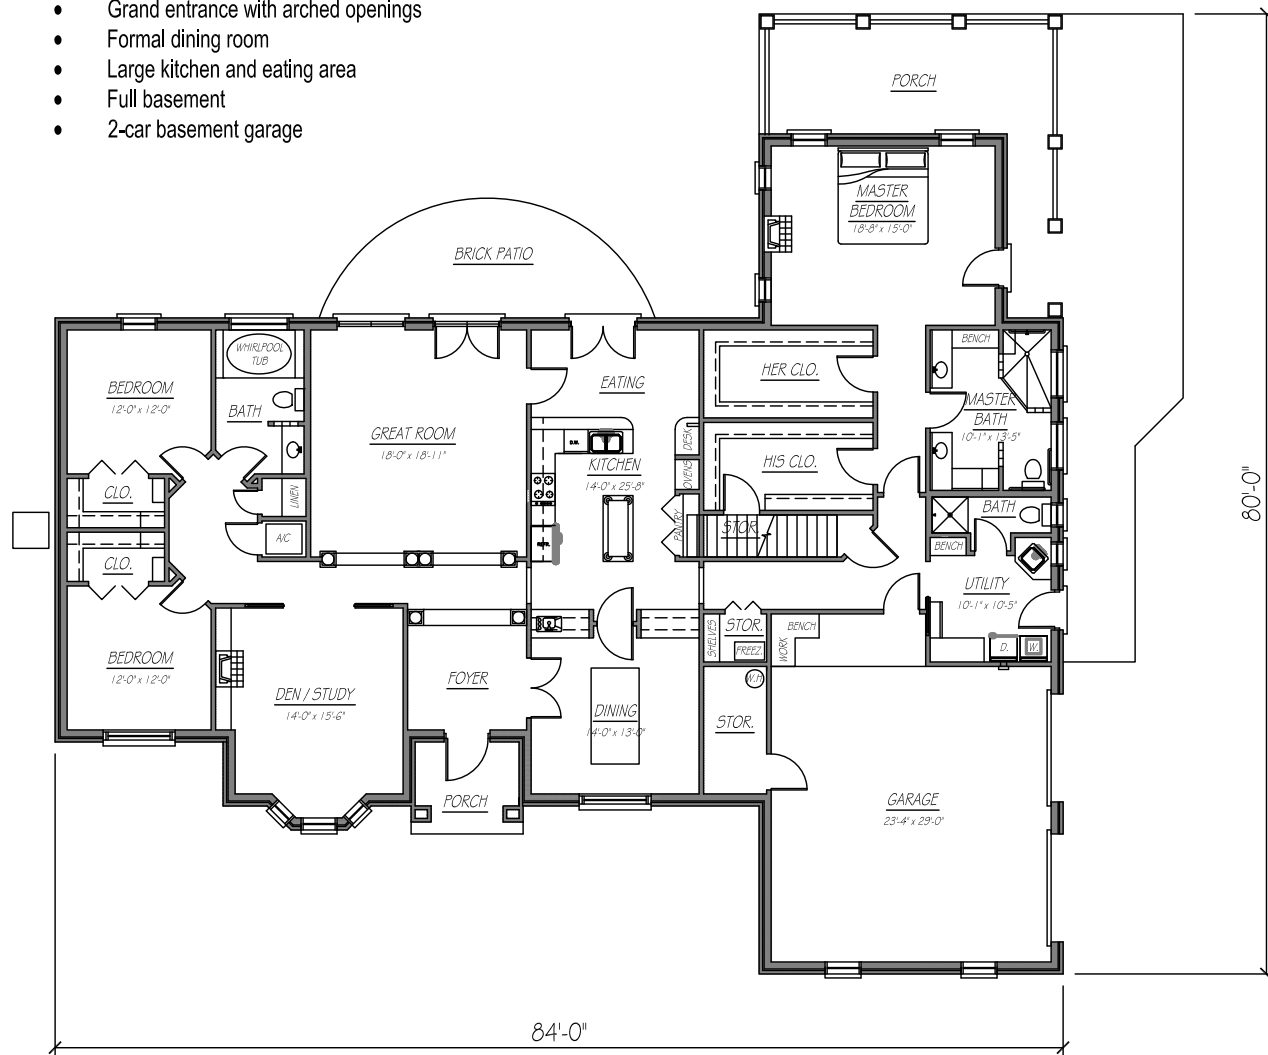 • Grand entrance with arched openings
• Formal dining room
• Large kitchen and eating area
• Full basement
• 2-car basement garage
PORCH
MASTER
BEDROOM
18'-8" x 15'-0"
BRICK PATIO
WHIRLPOOL
TUB
BEDROOM
12'-0" x 12'-0"
BATH
GREAT ROOM
18'-0" x 18'-11"
EATING
HER CLO.
BENCH
MASTER
BATH
10'-1" x 13'-5"
D.W.
DESK
KITCHEN
14'-0" x 25'-8"
OVENS
HIS CLO.
CLO.
LINEN
A/C
REFG.
PANTRY
STOR.
BATH
BENCH
CLO.
UTILITY
10'-1" x 10'-5"
D.
W.
SHELVES
STOR.
FREEZ.
BENCH
WORK
BEDROOM
12'-0" x 12'-0"
DEN / STUDY
14'-0" x 15'-6"
FOYER
DINING
14'-0" x 13'-0"
W.H
STOR.
PORCH
GARAGE
23'-4" x 29'-0"
80'-0"
84'-0"